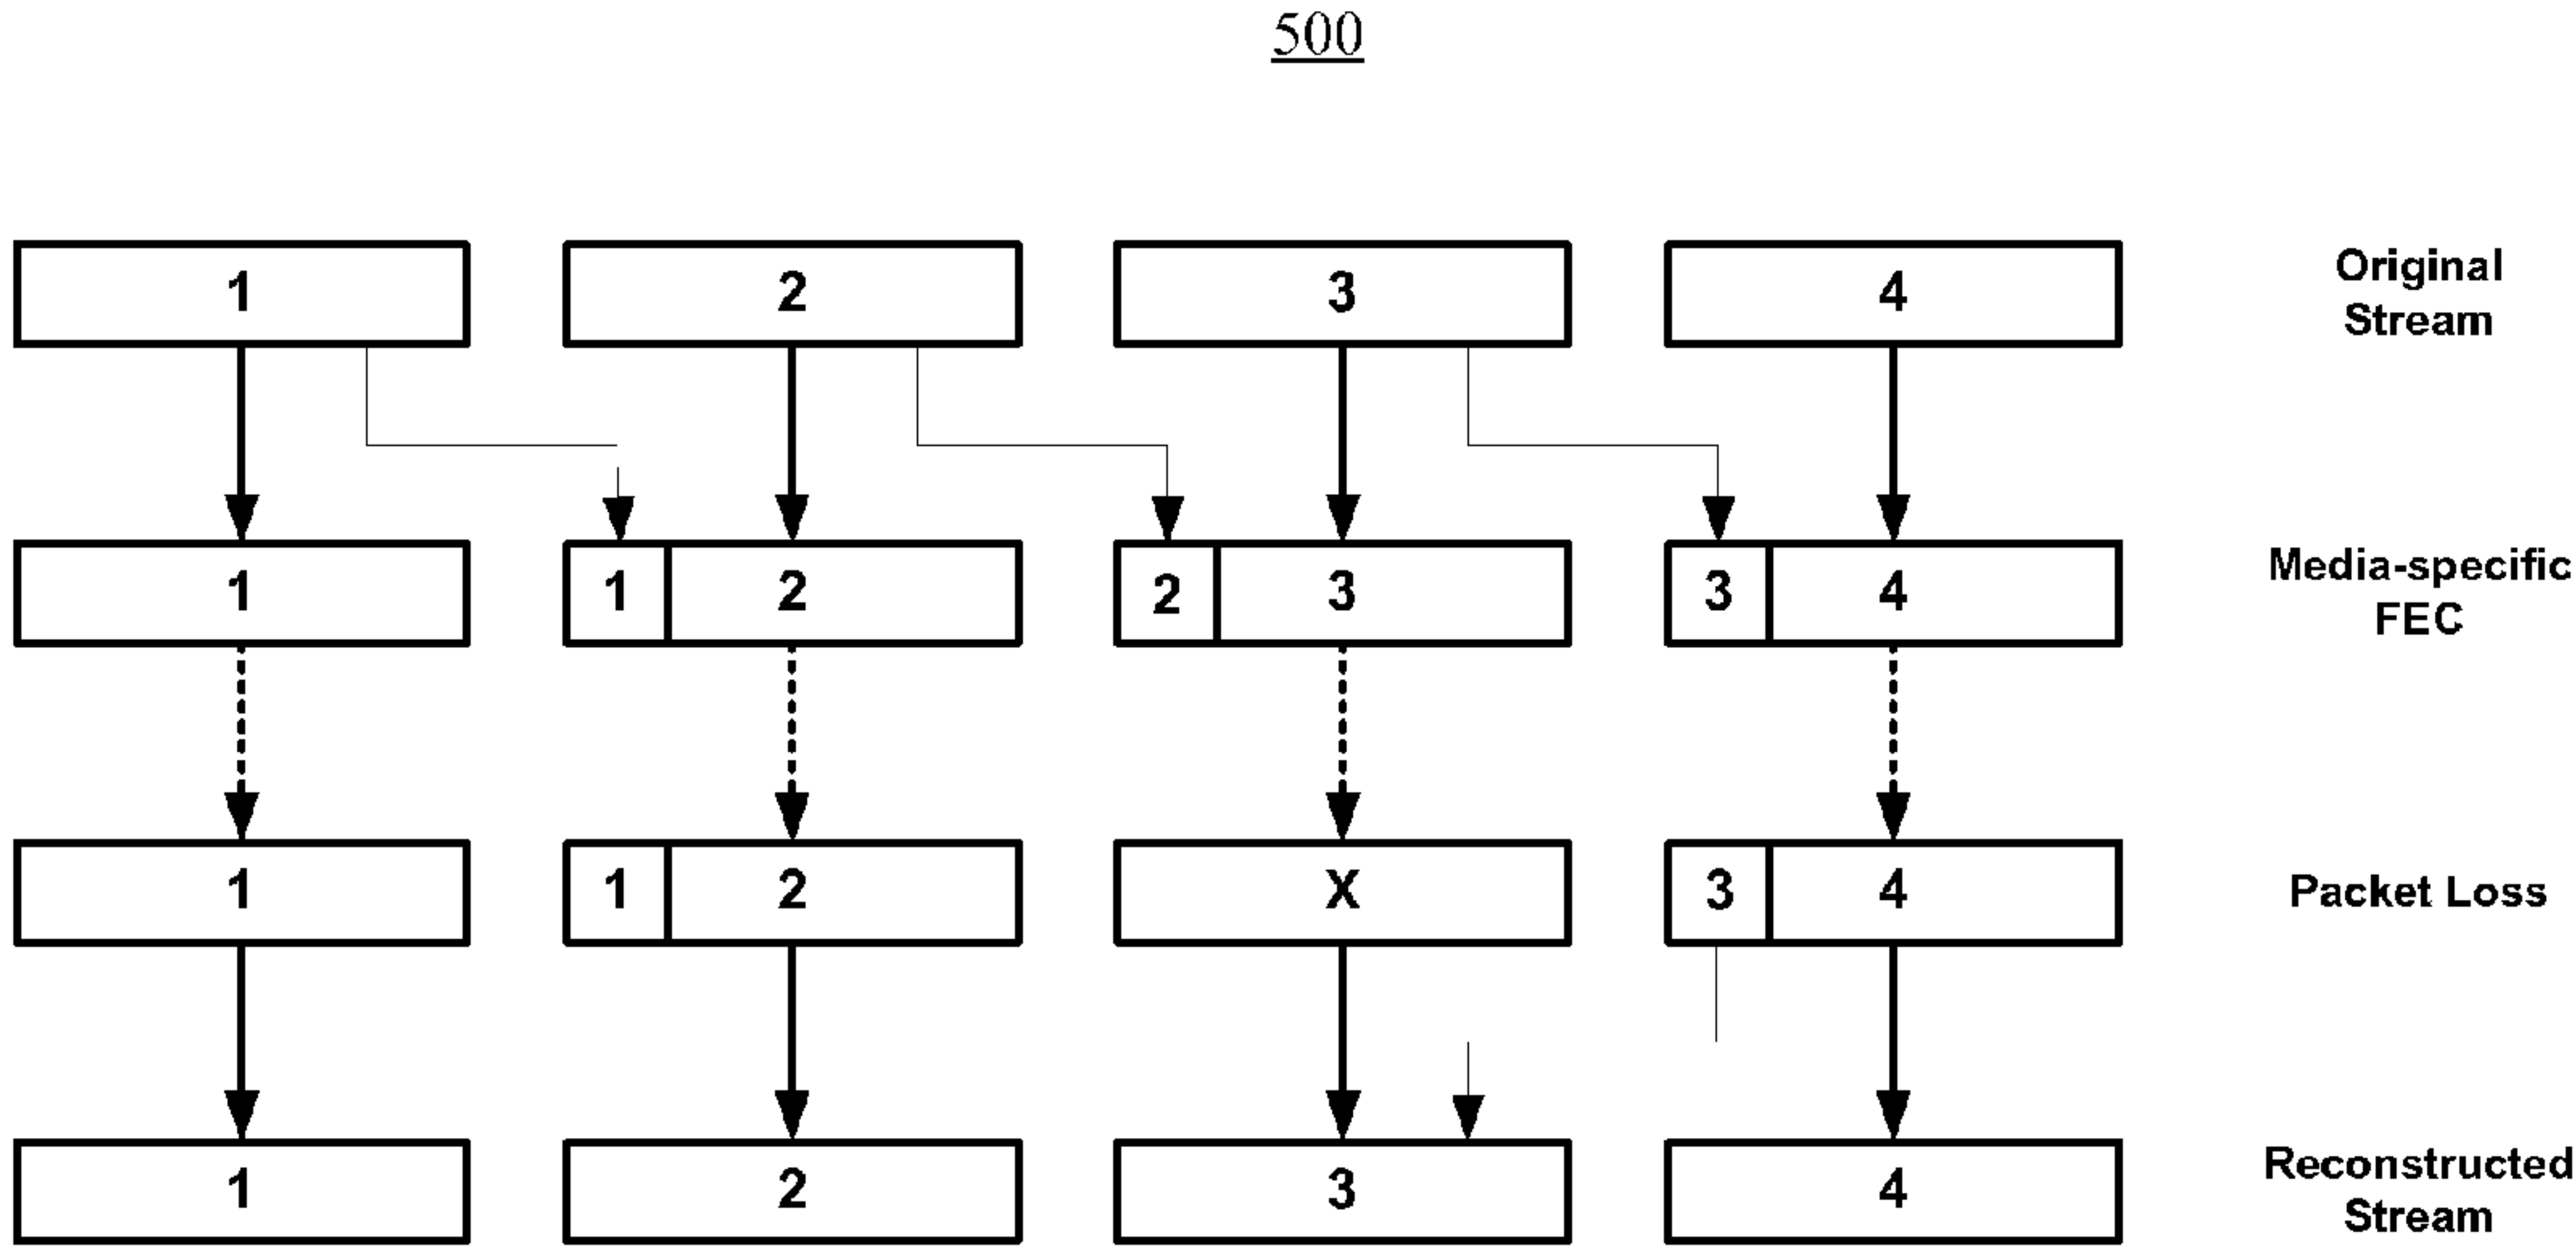 500
1 2 3 4 Original
Stream
1 1 2 2 3 3 4 Media-specific
FEC
1 1 2 X 3 4 Packet Loss
1 2 3 4 Reconstructed
Stream